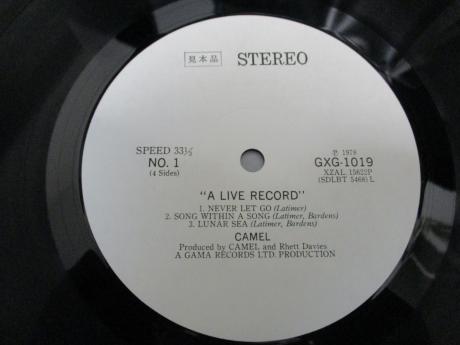 見本品 STEREO
SPEED 33⅓ ℗ 1978
NO. 1 GXG-1019
(4 Sides) XZAL 15622P
(SDLBT 5468) L
"A LIVE RECORD"
1. NEVER LET GO (Latimer)
2. SONG WITHIN A SONG (Latimer, Bardens)
3. LUNAR SEA (Latimer, Bardens)
CAMEL
Produced by CAMEL and Rhett Davies
A GAMA RECORDS LTD. PRODUCTION